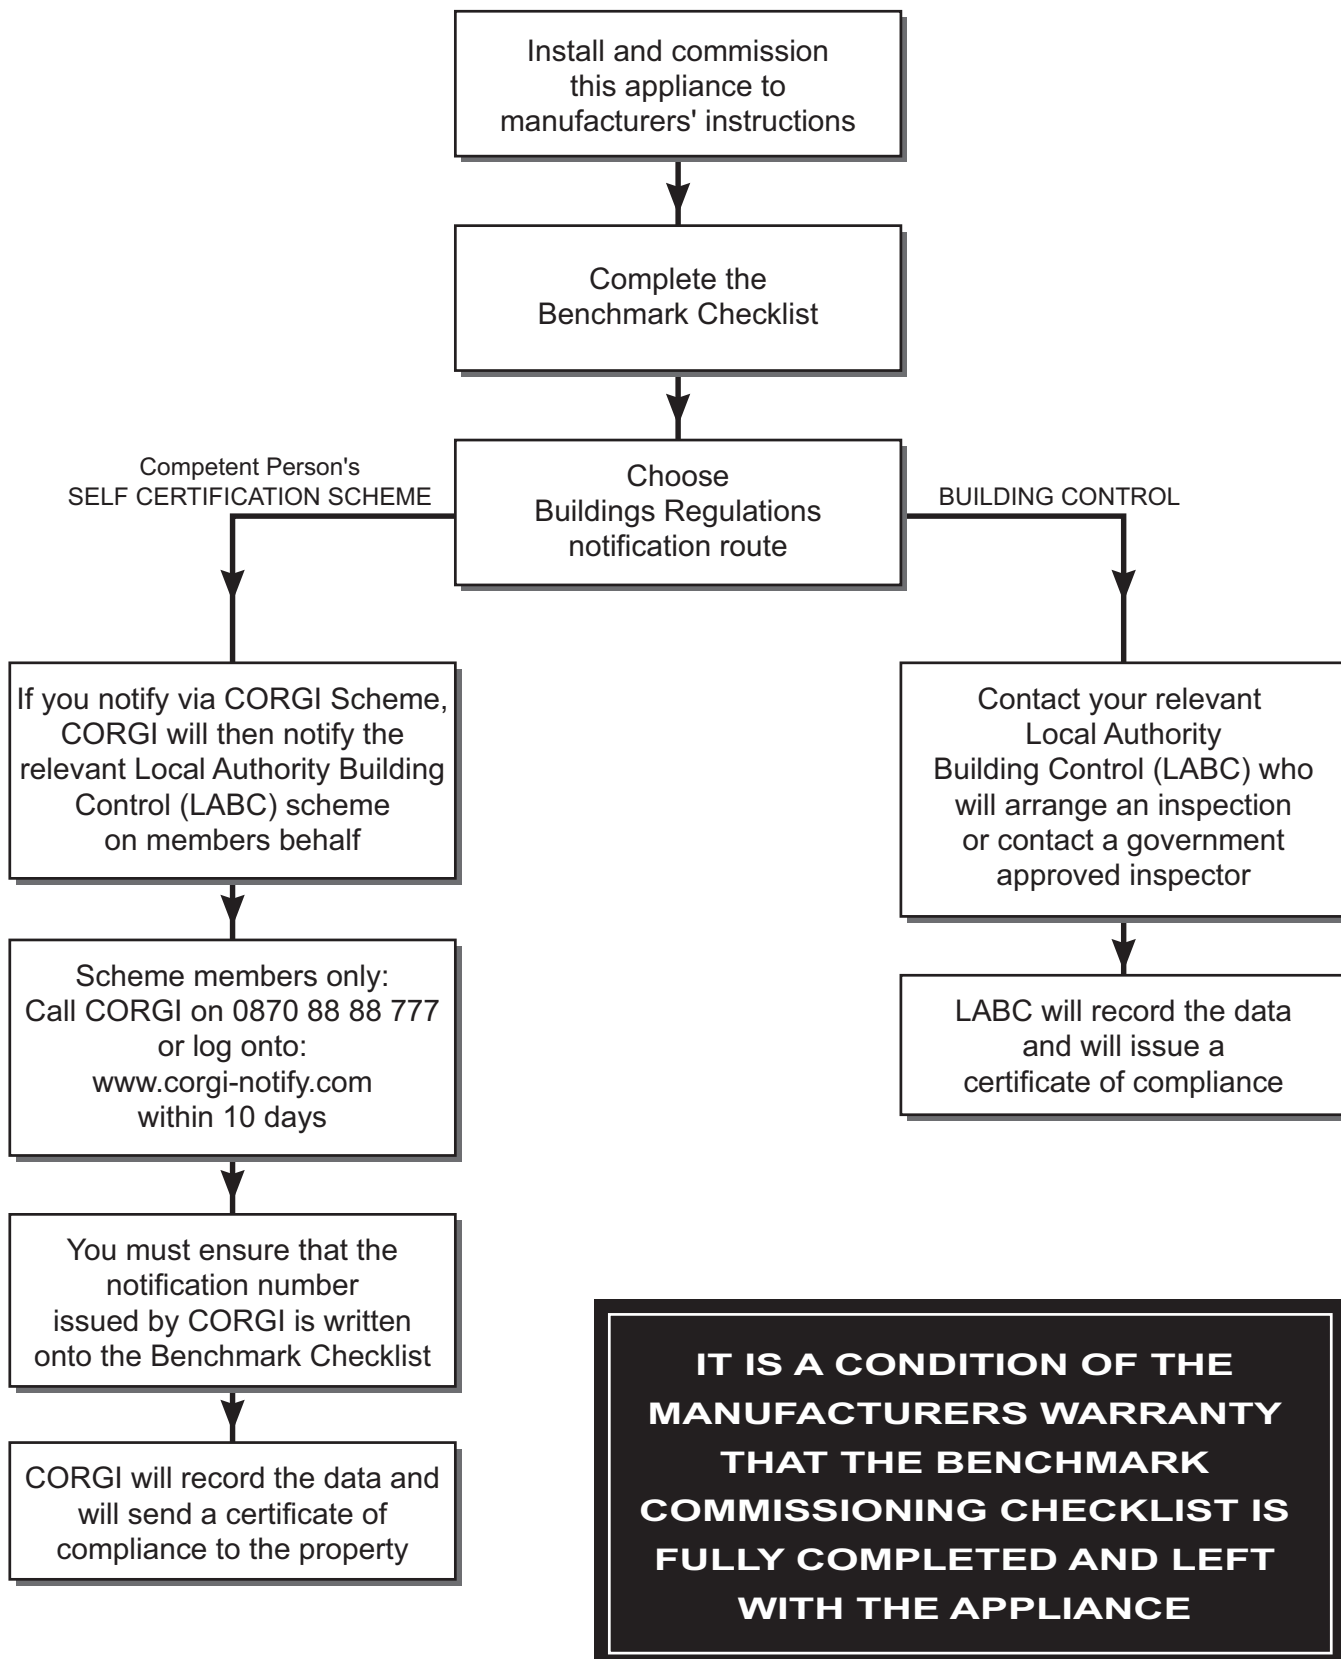 Install and commission
this appliance to
manufacturers' instructions
Complete the
Benchmark Checklist
Choose
Buildings Regulations
notification route
Competent Person's
SELF CERTIFICATION SCHEME
BUILDING CONTROL
If you notify via CORGI Scheme,
CORGI will then notify the
relevant Local Authority Building
Control (LABC) scheme
on members behalf
Scheme members only:
Call CORGI on 0870 88 88 777
or log onto:
www.corgi-notify.com
within 10 days
You must ensure that the
notification number
issued by CORGI is written
onto the Benchmark Checklist
CORGI will record the data and
will send a certificate of
compliance to the property
Contact your relevant
Local Authority
Building Control (LABC) who
will arrange an inspection
or contact a government
approved inspector
LABC will record the data
and will issue a
certificate of compliance
IT IS A CONDITION OF THE
MANUFACTURERS WARRANTY
THAT THE BENCHMARK
COMMISSIONING CHECKLIST IS
FULLY COMPLETED AND LEFT
WITH THE APPLIANCE